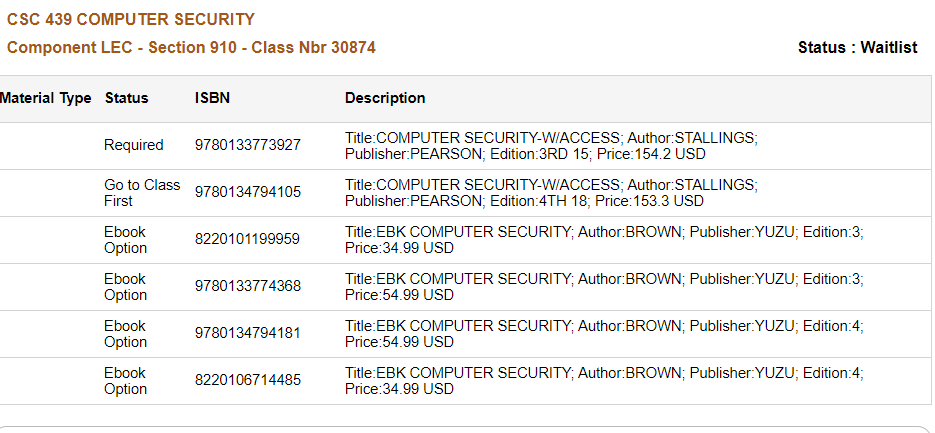 CSC 439 COMPUTER SECURITY
Component LEC - Section 910 - Class Nbr 30874
Status : Waitlist
Material Type Status ISBN Description
Required 9780133773927 Title:COMPUTER SECURITY-W/ACCESS; Author:STALLINGS;
Publisher:PEARSON; Edition:3RD 15; Price:154.2 USD
Go to Class
First
9780134794105
Title:COMPUTER SECURITY-W/ACCESS; Author:STALLINGS;
Publisher:PEARSON; Edition:4TH 18; Price:153.3 USD
Ebook
Option
8220101199959
Title:EBK COMPUTER SECURITY; Author:BROWN; Publisher:YUZU; Edition:3;
Price:34.99 USD
Ebook
Option
9780133774368
Title:EBK COMPUTER SECURITY; Author:BROWN; Publisher:YUZU; Edition:3;
Price:54.99 USD
Ebook
Option
9780134794181
Title:EBK COMPUTER SECURITY; Author:BROWN; Publisher:YUZU; Edition:4;
Price:54.99 USD
Ebook
Option
8220106714485
Title:EBK COMPUTER SECURITY; Author:BROWN; Publisher:YUZU; Edition:4;
Price:34.99 USD